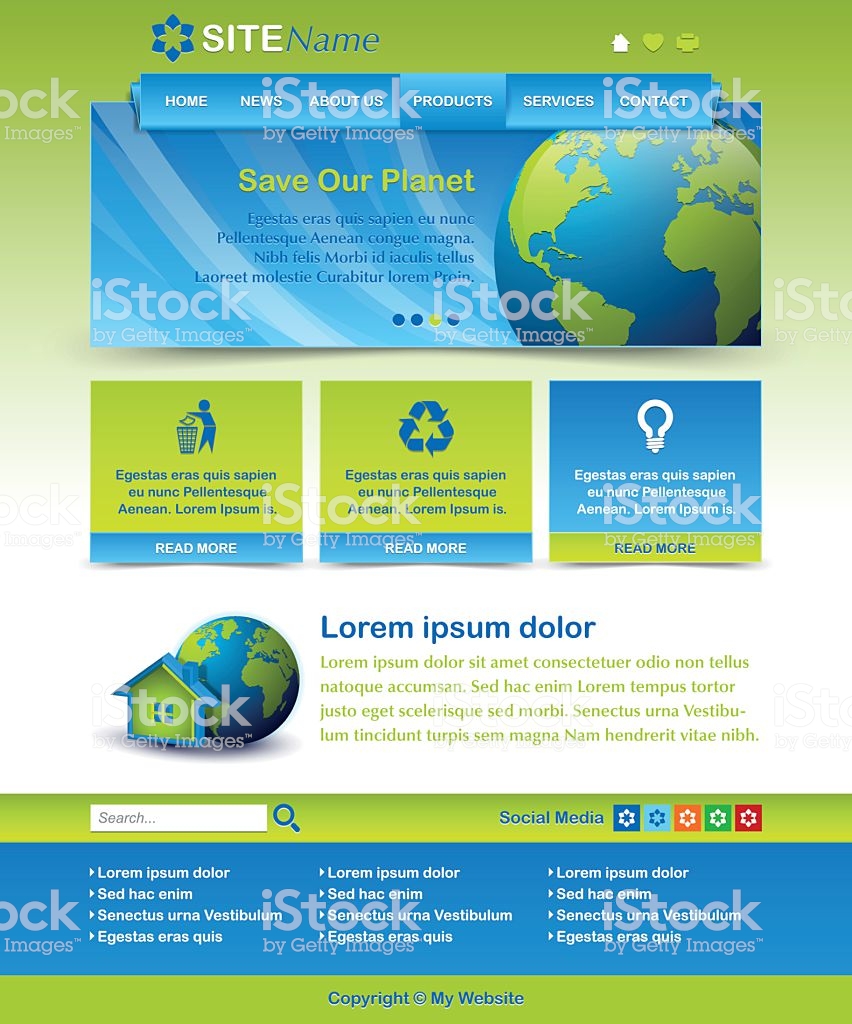 SITEName
HOME NEWS ABOUT US PRODUCTS SERVICES CONTACT
Save Our Planet
Egestas eras quis sapien eu nunc
Pellentesque Aenean congue magna.
Nibh felis Morbi id iaculis tellus
Laoreet molestie Curabitur lorem Proin.
Egestas eras quis sapien
eu nunc Pellentesque
Aenean. Lorem Ipsum is.
READ MORE
Egestas eras quis sapien
eu nunc Pellentesque
Aenean. Lorem Ipsum is.
READ MORE
Egestas eras quis sapien
eu nunc Pellentesque
Aenean. Lorem Ipsum is.
READ MORE
Lorem ipsum dolor
Lorem ipsum dolor sit amet consectetuer odio non tellus
natoque accumsan. Sed hac enim Lorem tempus tortor
justo eget scelerisque sed morbi. Senectus urna Vestibu-
lum tincidunt turpis sem magna Nam hendrerit vitae nibh.
Search...
Social Media
Lorem ipsum dolor
Sed hac enim
Senectus urna Vestibulum
Egestas eras quis
Lorem ipsum dolor
Sed hac enim
Senectus urna Vestibulum
Egestas eras quis
Lorem ipsum dolor
Sed hac enim
Senectus urna Vestibulum
Egestas eras quis
Copyright © My Website
iStock
by Getty Images™